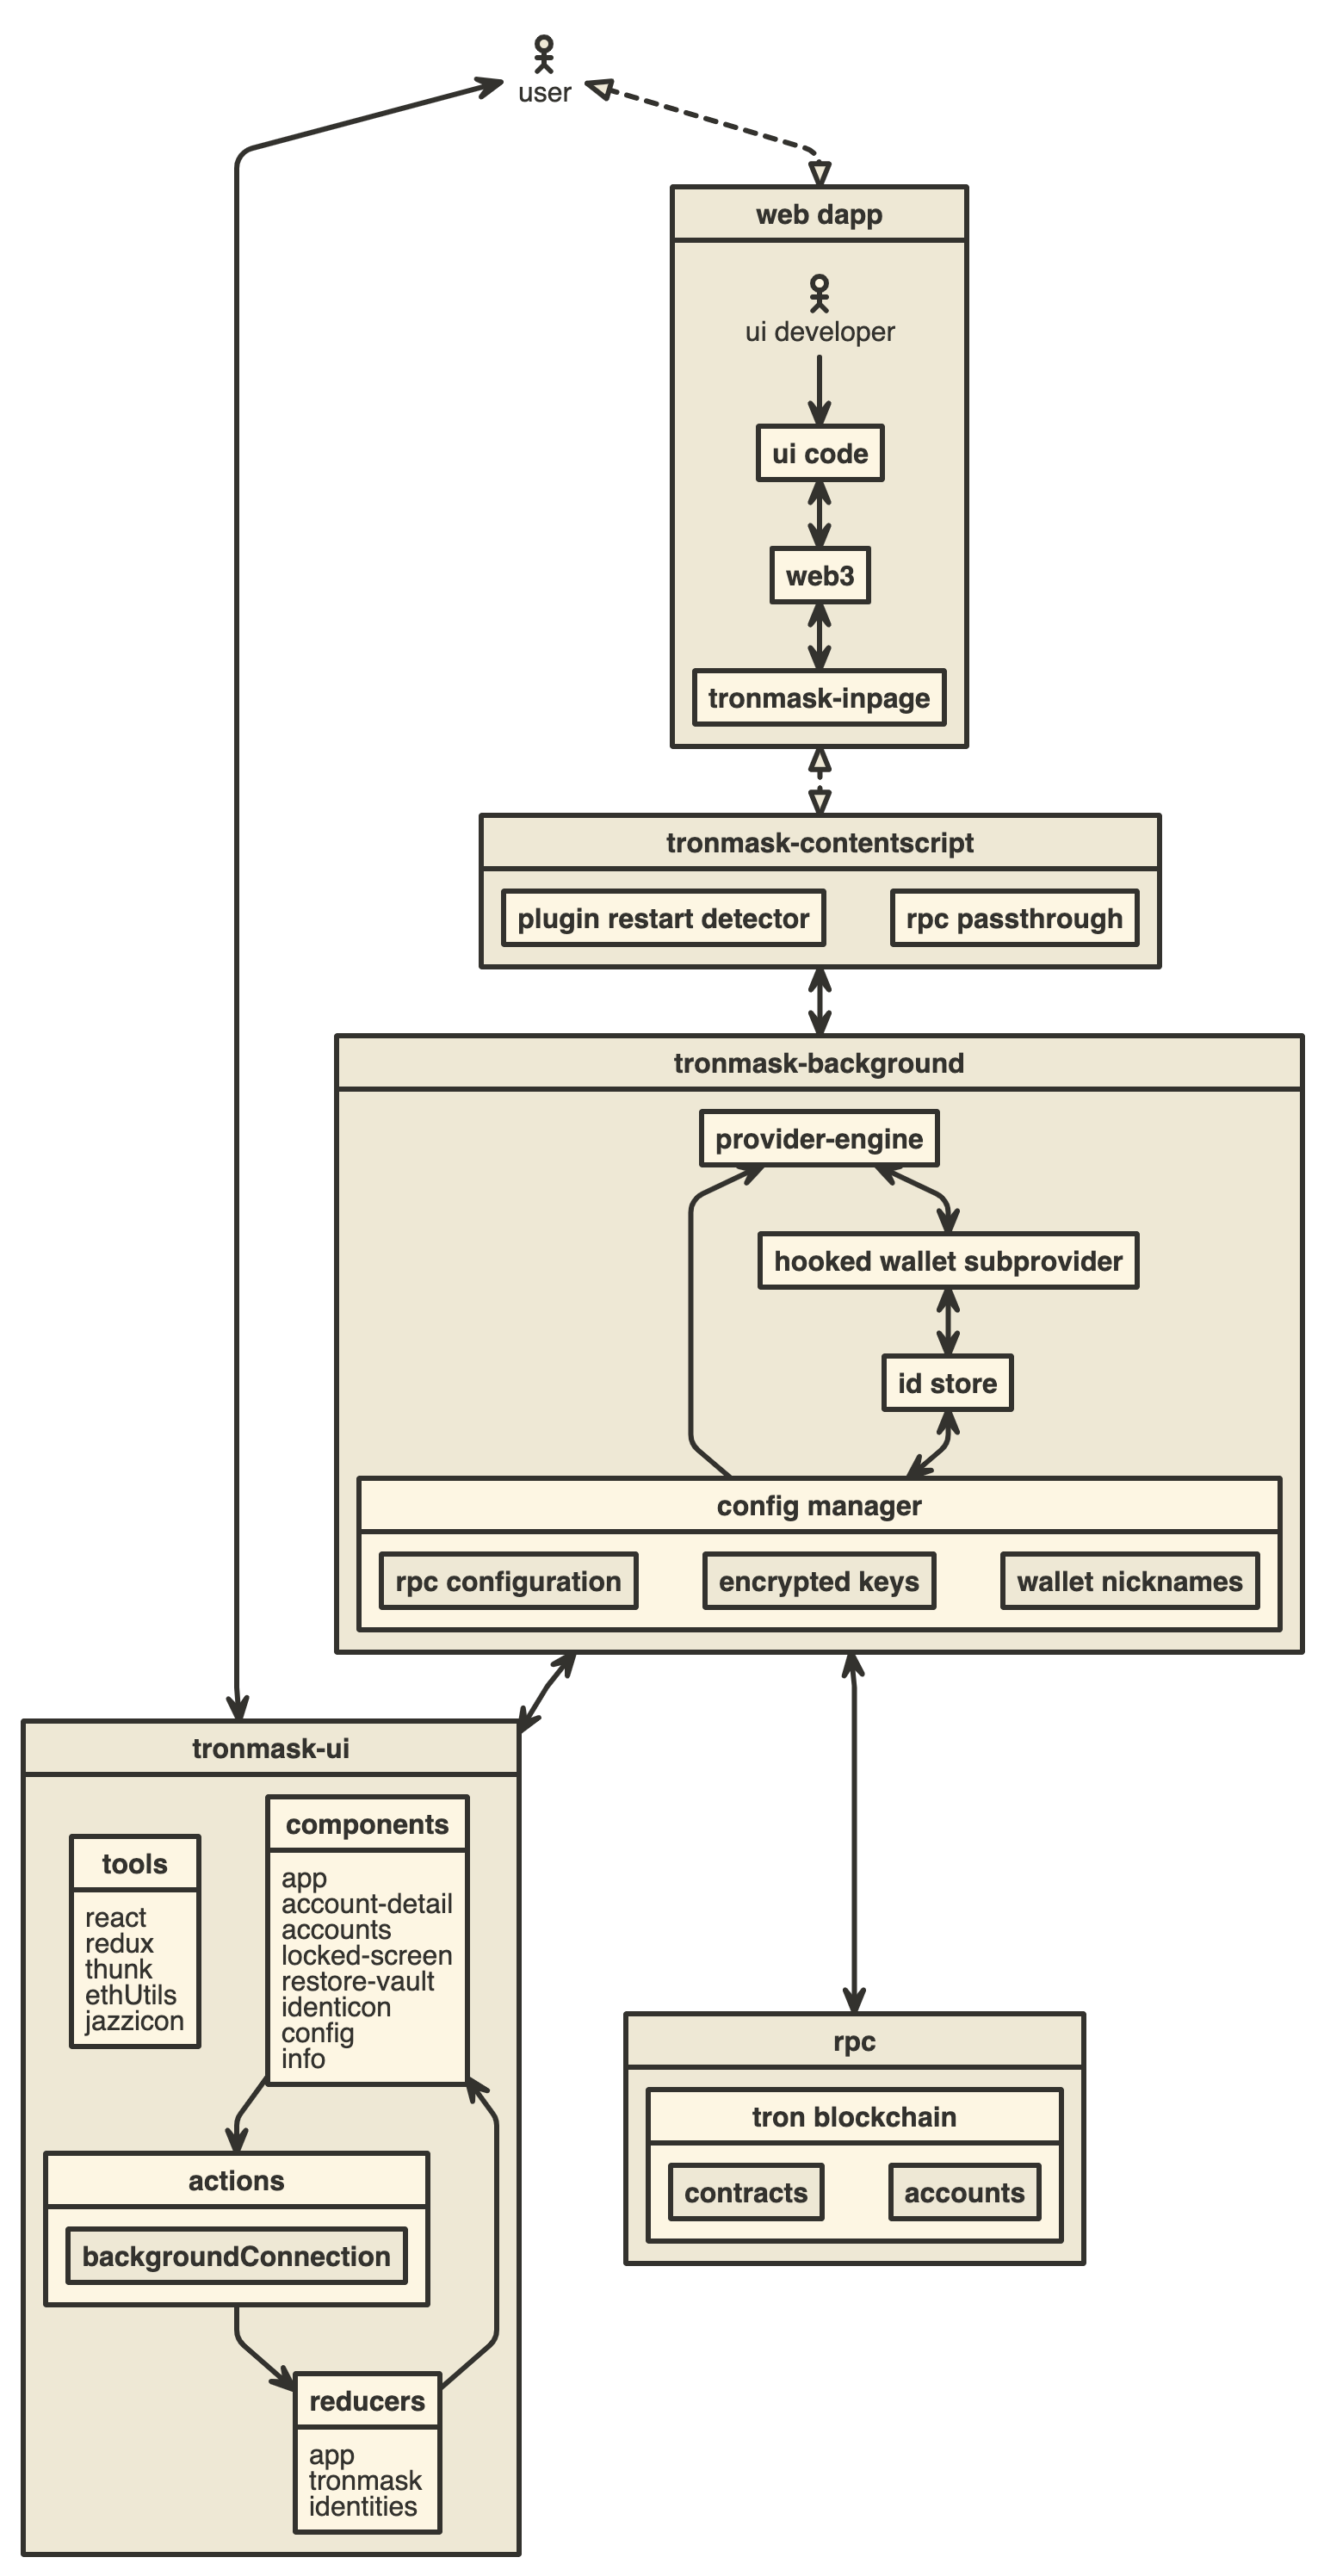 user
web dapp
ui developer
ui code
web3
tronmask-inpage
tronmask-contentscript
plugin restart detector
rpc passthrough
tronmask-background
provider-engine
hooked wallet subprovider
id store
config manager
rpc configuration
encrypted keys
wallet nicknames
tronmask-ui
tools
react
redux
thunk
ethUtils
jazzicon
components
app
account-detail
accounts
locked-screen
restore-vault
identicon
config
info
actions
backgroundConnection
reducers
app
tronmask
identities
rpc
tron blockchain
contracts
accounts